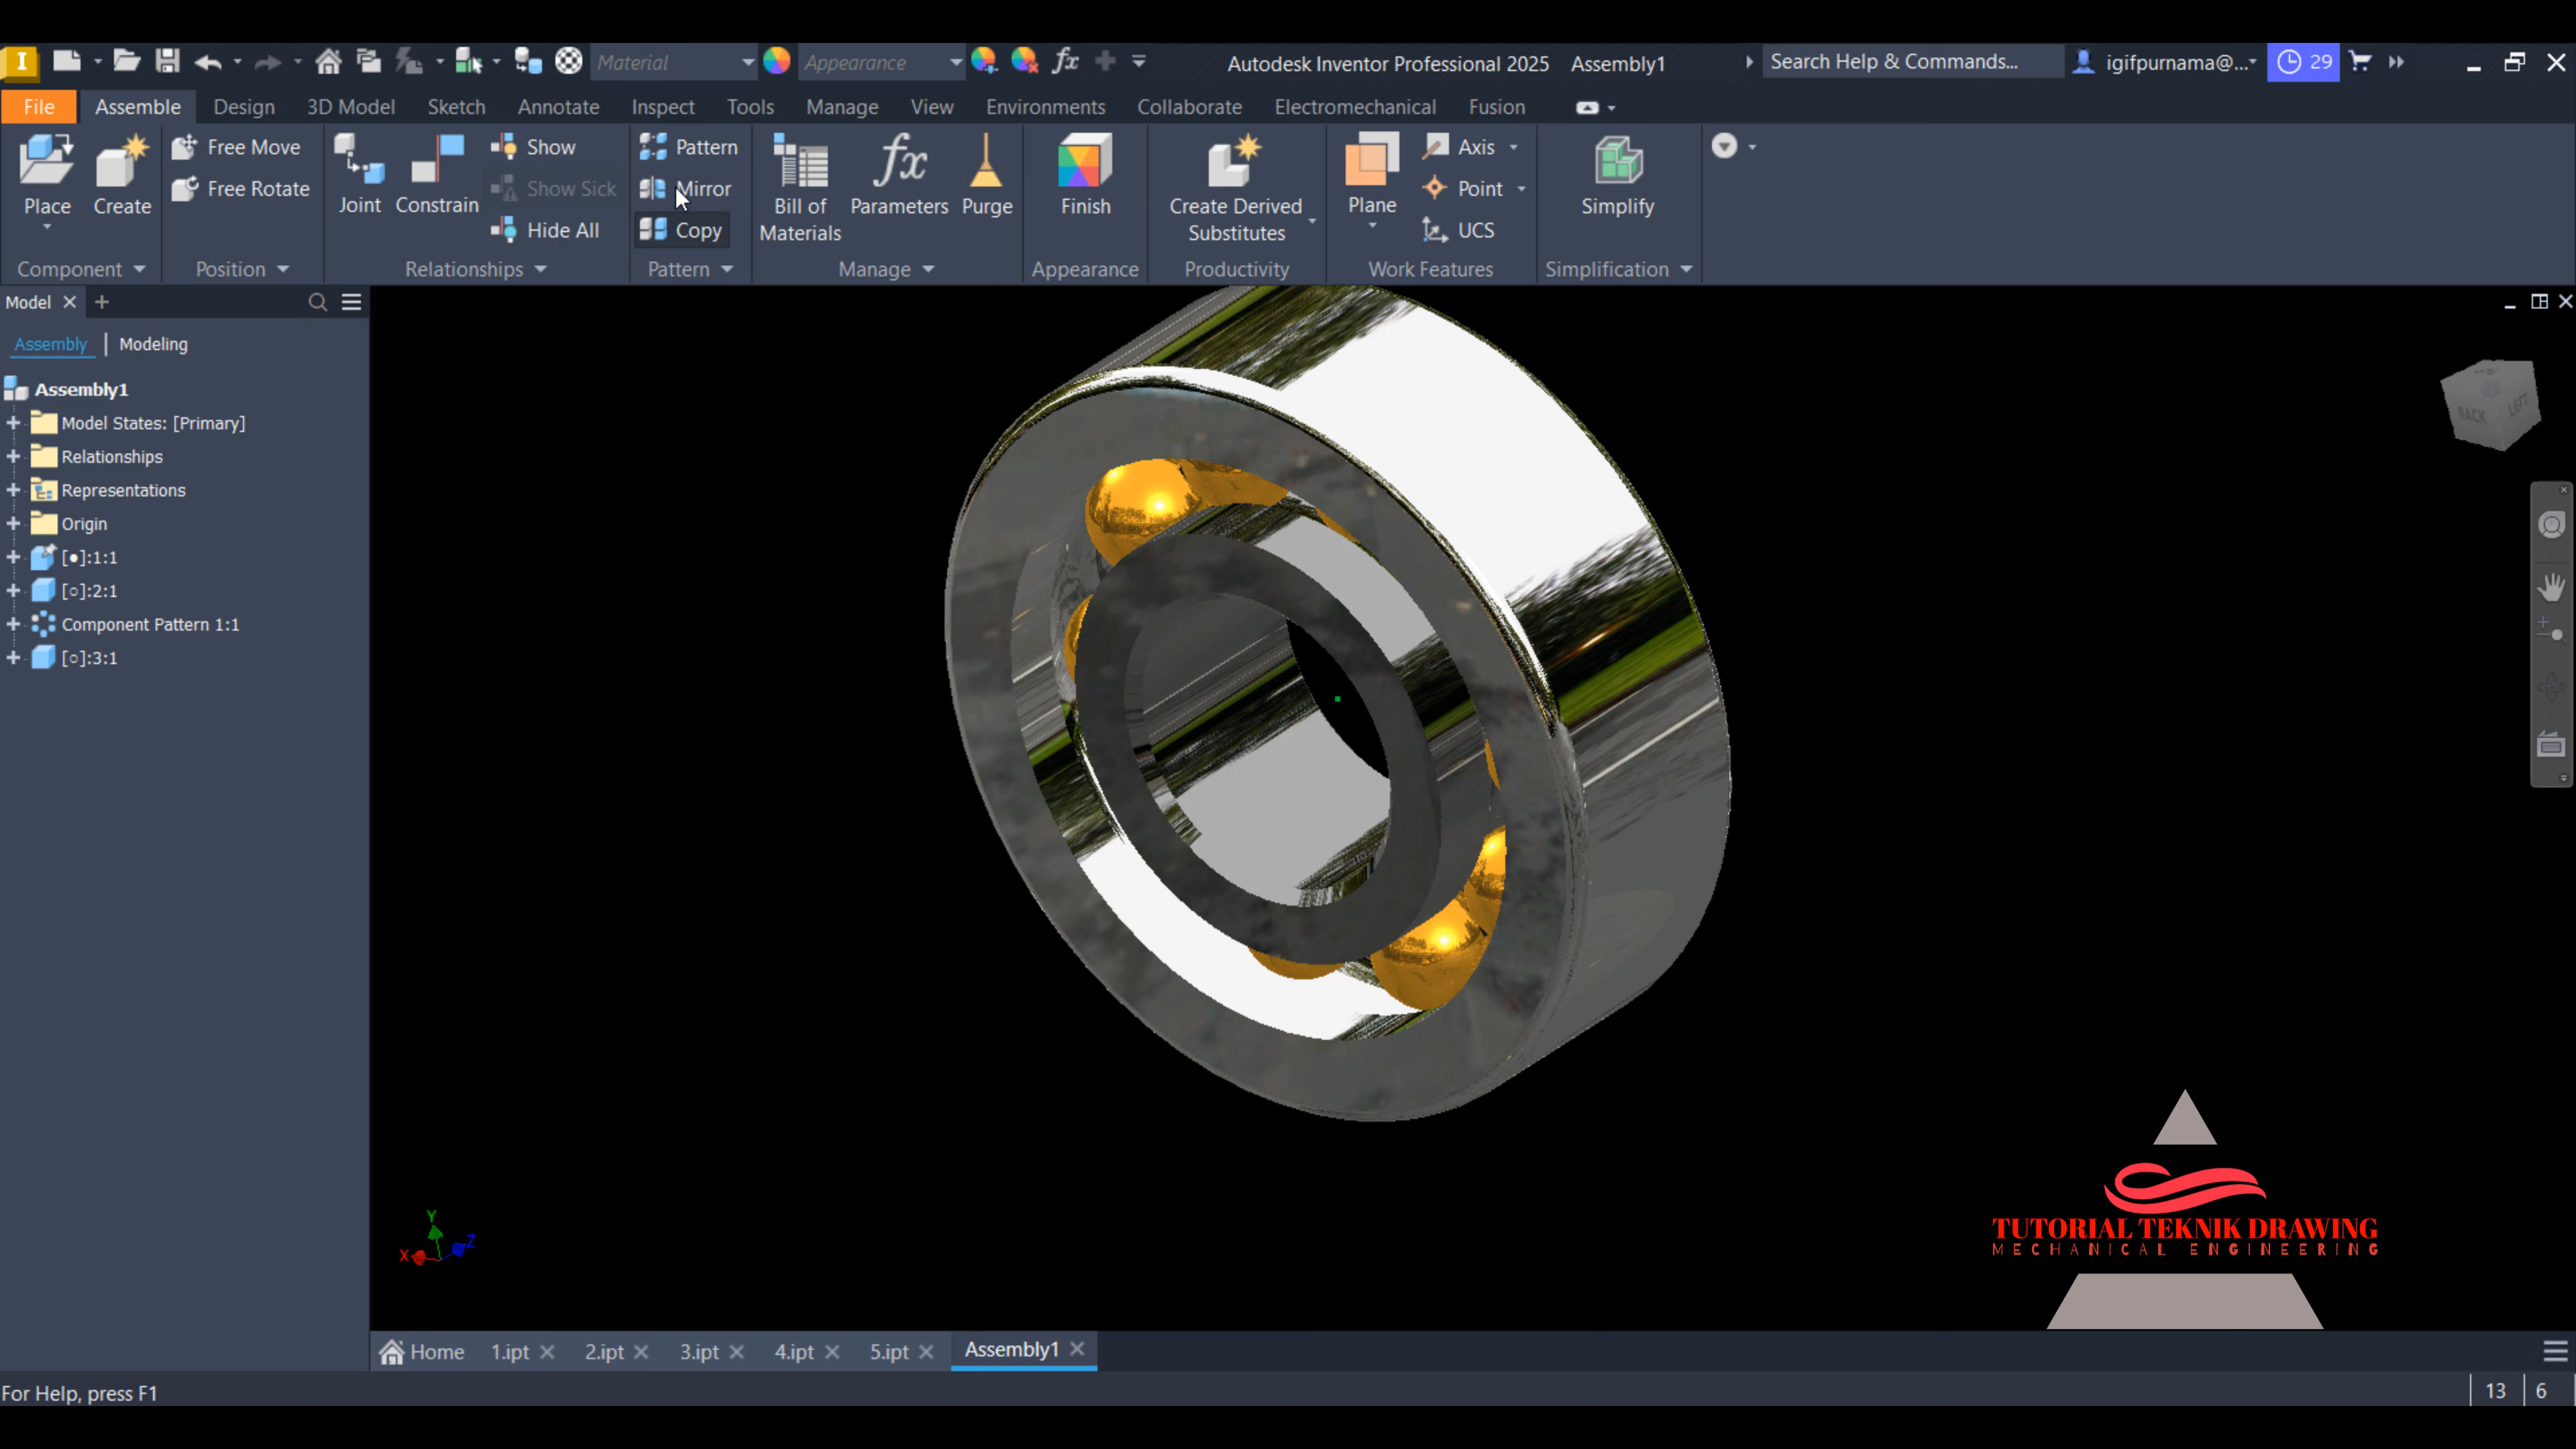 Material
Appearance
Autodesk Inventor Professional 2025 Assembly1
Search Help & Commands...
igifpurnama@...
29
File Assemble Design 3D Model Sketch Annotate Inspect Tools Manage View Environments Collaborate Electromechanical Fusion
Place
Create
Component
Free Move
Free Rotate
Position
Joint
Constrain
Show
Show Sick
Hide All
Relationships
Pattern
Mirror
Copy
Pattern
Bill of
Materials
Parameters
Purge
Manage
Finish
Appearance
Create Derived
Substitutes
Productivity
Plane
Axis
Point
UCS
Work Features
Simplify
Simplification
Model
Assembly | Modeling
Assembly1
Model States: [Primary]
Relationships
Representations
Origin
[●]:1:1
[○]:2:1
Component Pattern 1:1
[○]:3:1
BACK
LEFT
Y
X
Z
TUTORIAL TEKNIK DRAWING
MECHANICAL ENGINEERING
Home 1.ipt 2.ipt 3.ipt 4.ipt 5.ipt Assembly1
For Help, press F1
13 6